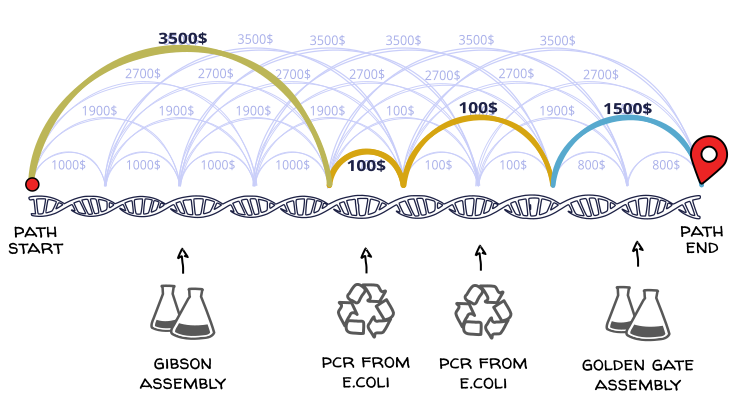 3500$
3500$ 3500$ 3500$ 3500$ 3500$
2700$ 2700$ 2700$ 2700$ 2700$ 2700$ 2700$
1900$ 1900$ 1900$ 1900$ 100$ 100$ 1900$ 1500$
1000$ 1000$ 1000$ 1000$ 100$ 100$ 100$ 800$ 800$
PATH
START
PATH
END
GIBSON
ASSEMBLY
PCR FROM
E.COLI
PCR FROM
E.COLI
GOLDEN GATE
ASSEMBLY